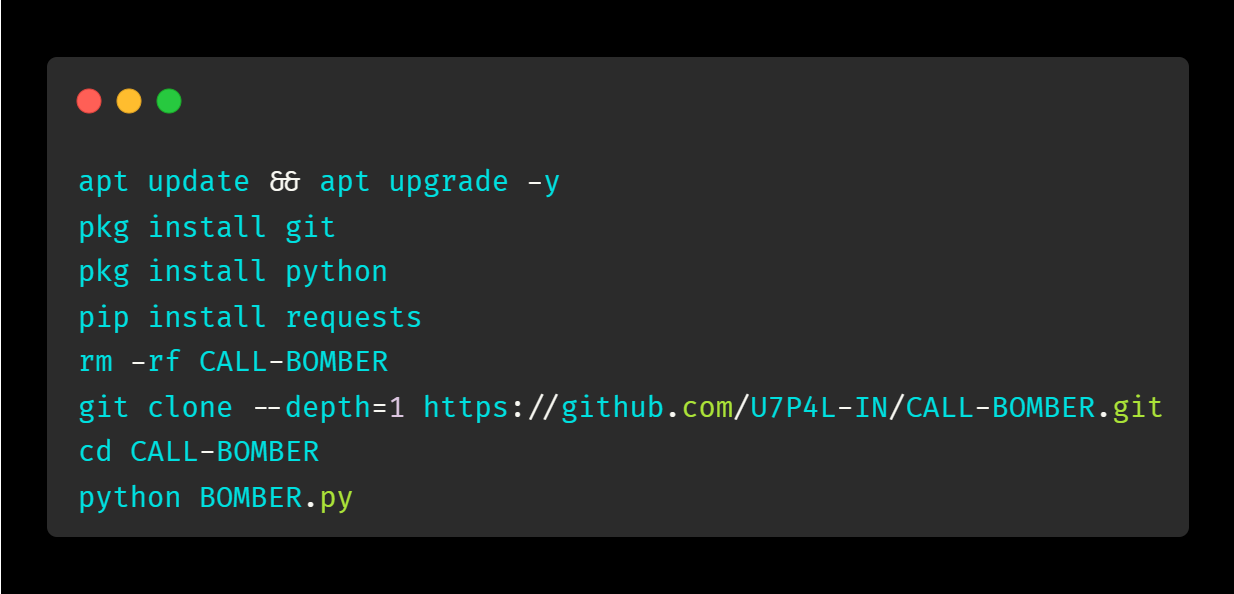 apt update && apt upgrade -y
pkg install git
pkg install python
pip install requests
rm -rf CALL-BOMBER
git clone --depth=1 https://github.com/U7P4L-IN/CALL-BOMBER.git
cd CALL-BOMBER
python BOMBER.py